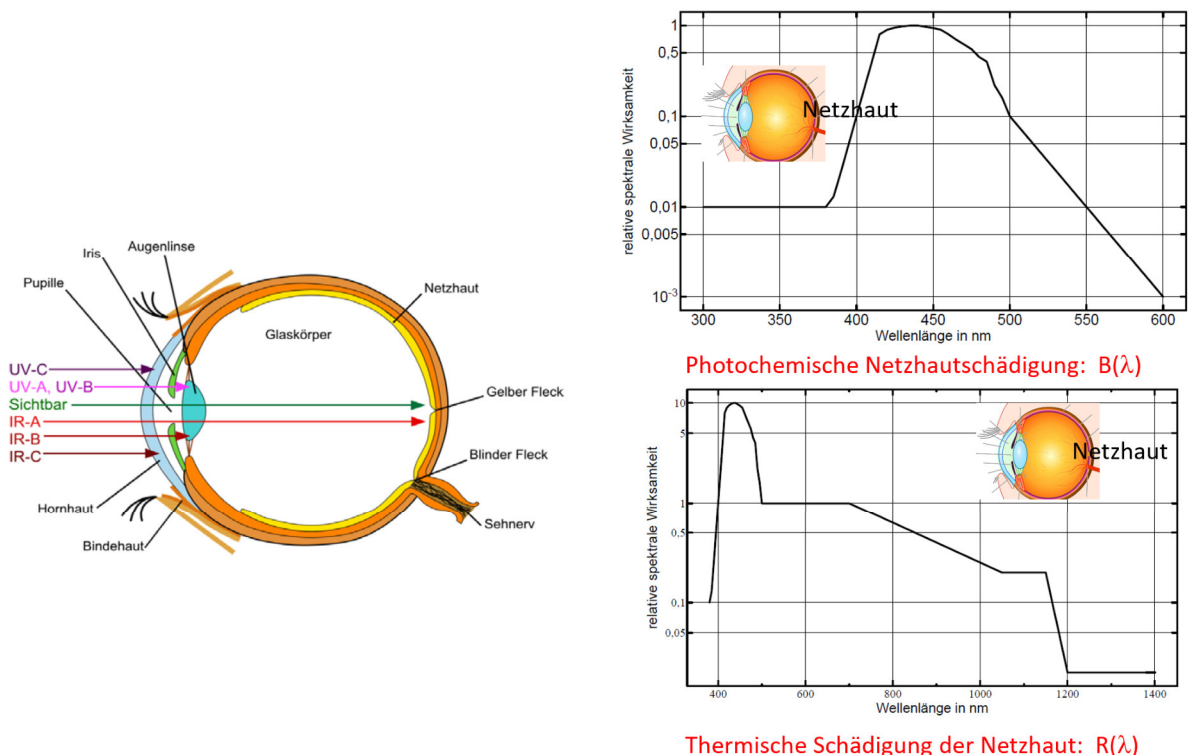 Augenlinse
Iris
Pupille
Netzhaut
Glaskörper
UV-C
UV-A, UV-B
Sichtbar
IR-A
IR-B
IR-C
Gelber Fleck
Blinder Fleck
Hornhaut
Sehnerv
Bindehaut
relative spektrale Wirksamkeit
1
0,5
0,1
0,05
0,01
0,005
10⁻³
Netzhaut
300 350 400 450 500 550 600
Wellenlänge in nm
Photochemische Netzhautschädigung: B(λ)
relative spektrale Wirksamkeit
10
5
1
0,5
0,1
0,05
Netzhaut
400 600 800 1000 1200 1400
Wellenlänge in nm
Thermische Schädigung der Netzhaut: R(λ)